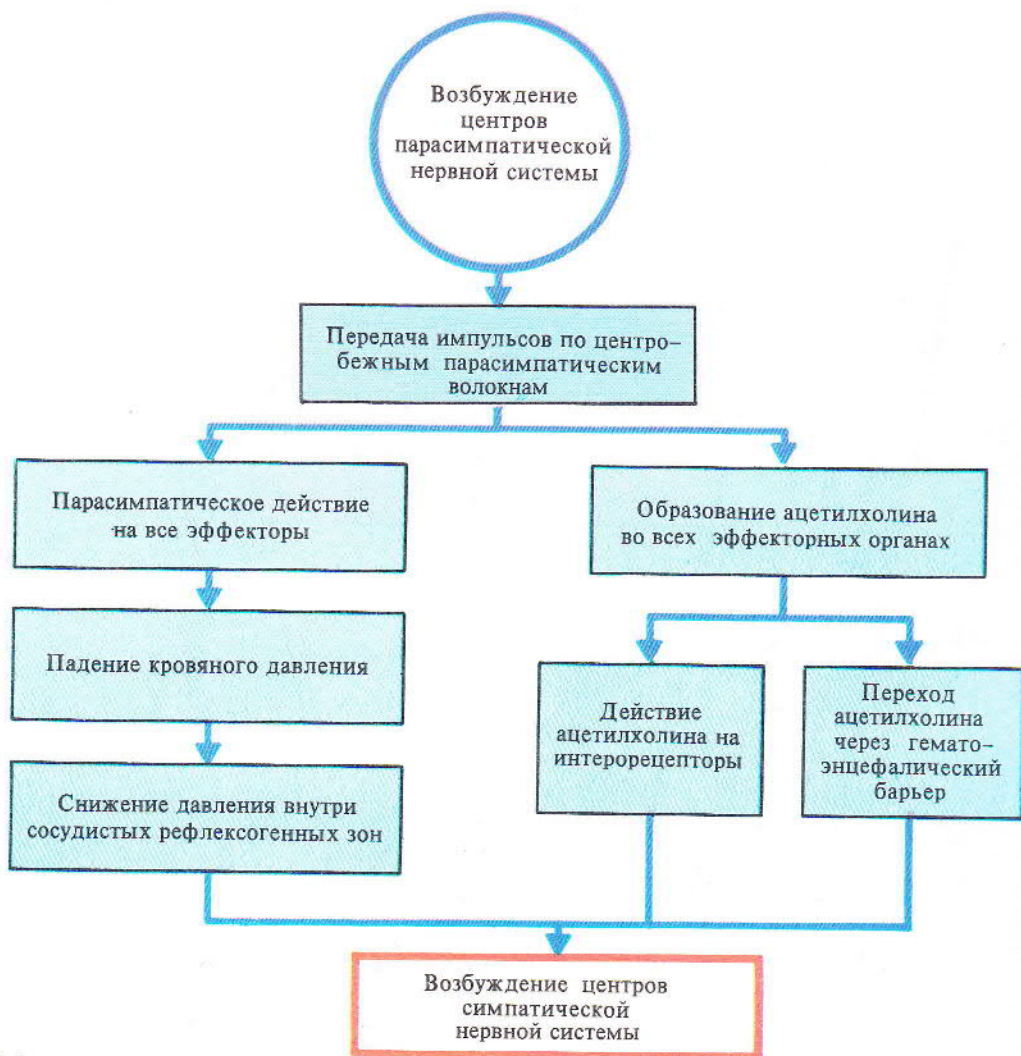 Возбуждение
центров
парасимпатической
нервной системы
Передача импульсов по центро-
бежным парасимпатическим
волокнам
Парасимпатическое действие
на все эффекторы
Образование ацетилхолина
во всех эффекторных органах
Падение кровяного давления
Действие
ацетилхолина на
интерорецепторы
Переход
ацетилхолина
через гемато-
энцефалический
барьер
Снижение давления внутри
сосудистых рефлексогенных зон
Возбуждение центров
симпатической
нервной системы